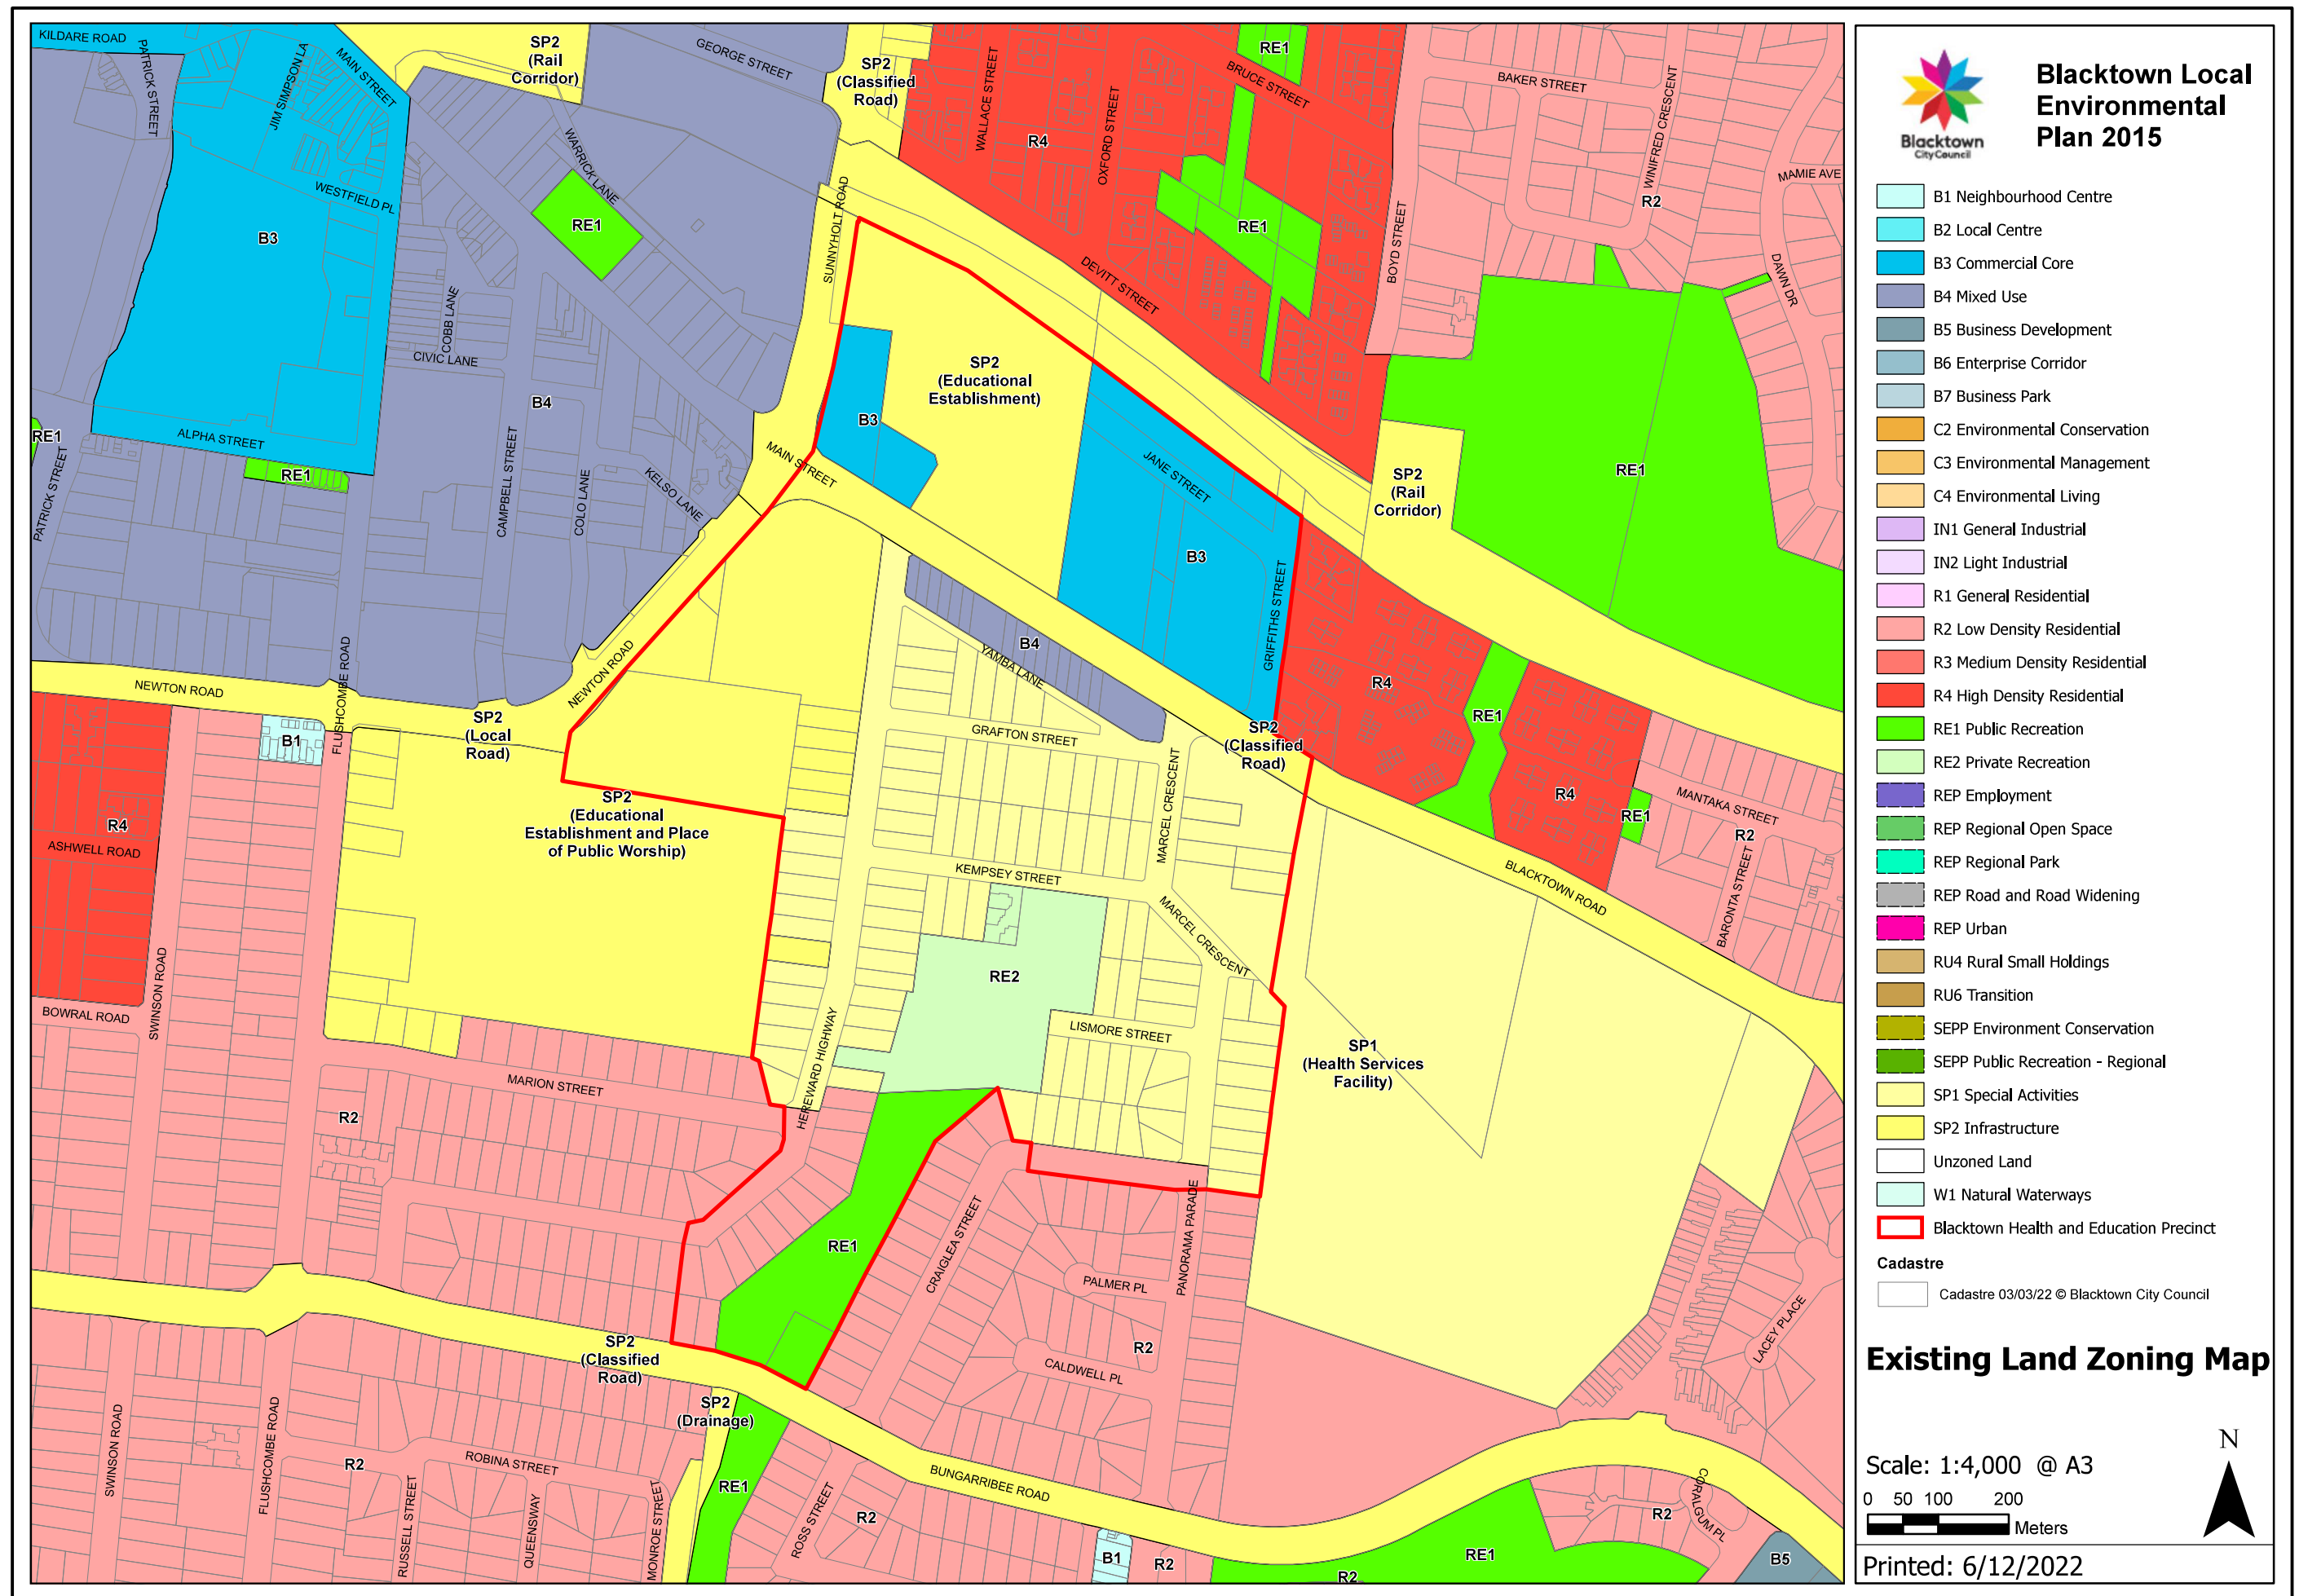 KILDARE ROAD
PATRICK STREET
JIM SIMPSON LA
MAIN STREET
SP2
(Rail
Corridor)
GEORGE STREET
SP2
(Classified
Road)
WALLACE STREET
R4
OXFORD STREET
RE1
BRUCE STREET
BAKER STREET
WINIFRED CRESCENT
MAMIE AVE
R2
WARRICK LANE
WESTFIELD PL
B3
RE1
SUNNYHOLT ROAD
RE1
BOYD STREET
DEVITT STREET
DAWN DR
COBB LANE
CIVIC LANE
B4
SP2
(Educational
Establishment)
B3
RE1
ALPHA STREET
RE1
PATRICK STREET
CAMPBELL STREET
COLO LANE
KELSO LANE
MAIN STREET
JANE STREET
SP2
(Rail
Corridor)
RE1
B3
GRIFFITHS STREET
B4
YAMBA LANE
FLUSHCOMBE ROAD
NEWTON ROAD
NEWTON ROAD
SP2
(Local
Road)
R4
RE1
SP2
(Classified
Road)
GRAFTON STREET
B1
MARCEL CRESCENT
R4
RE1
MANTAKA STREET
R2
BARONTA STREET
SP2
(Educational
Establishment and Place
of Public Worship)
R4
ASHWELL ROAD
KEMPSEY STREET
BLACKTOWN ROAD
MARCEL CRESCENT
SWINSON ROAD
RE2
BOWRAL ROAD
LISMORE STREET
HEREWARD HIGHWAY
SP1
(Health Services
Facility)
MARION STREET
R2
CRAIGLEA STREET
PANORAMA PARADE
RE1
PALMER PL
LACEY PLACE
SP2
(Classified
Road)
R2
CALDWELL PL
SP2
(Drainage)
SWINSON ROAD
FLUSHCOMBE ROAD
R2
ROBINA STREET
RUSSELL STREET
QUEENSWAY
MONROE STREET
RE1
BUNGARRIBEE ROAD
ROSS STREET
R2
B1
R2
RE1
R2
R2
CORALGUM PL
B5
Blacktown
City Council
Blacktown Local
Environmental
Plan 2015
B1 Neighbourhood Centre
B2 Local Centre
B3 Commercial Core
B4 Mixed Use
B5 Business Development
B6 Enterprise Corridor
B7 Business Park
C2 Environmental Conservation
C3 Environmental Management
C4 Environmental Living
IN1 General Industrial
IN2 Light Industrial
R1 General Residential
R2 Low Density Residential
R3 Medium Density Residential
R4 High Density Residential
RE1 Public Recreation
RE2 Private Recreation
REP Employment
REP Regional Open Space
REP Regional Park
REP Road and Road Widening
REP Urban
RU4 Rural Small Holdings
RU6 Transition
SEPP Environment Conservation
SEPP Public Recreation - Regional
SP1 Special Activities
SP2 Infrastructure
Unzoned Land
W1 Natural Waterways
Blacktown Health and Education Precinct
Cadastre
Cadastre 03/03/22 © Blacktown City Council
Existing Land Zoning Map
N
Scale: 1:4,000 @ A3
0 50 100 200
Meters
Printed: 6/12/2022